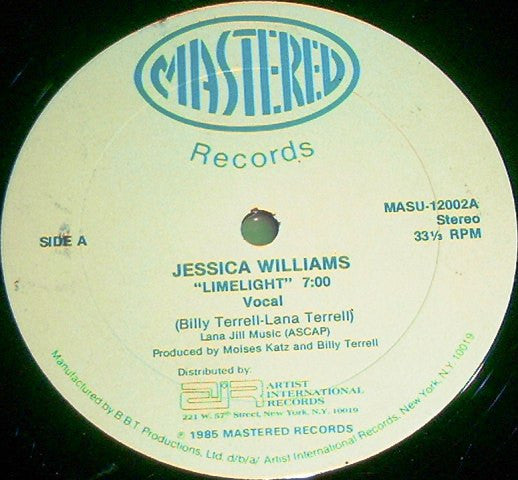 MASTERED
Records
MASU-12002A
Stereo
33⅓ RPM
SIDE A
JESSICA WILLIAMS
"LIMELIGHT" 7:00
Vocal
(Billy Terrell-Lana Terrell)
Lana Jill Music (ASCAP)
Produced by Moises Katz and Billy Terrell
Distributed by:
AIR
ARTIST
INTERNATIONAL
RECORDS
221 W. 57th Street, New York, N.Y. 10019
℗ 1985 MASTERED RECORDS
Manufactured by B B T Productions, Ltd. d/b/a/ Artist International Records, New York, N.Y. 10019